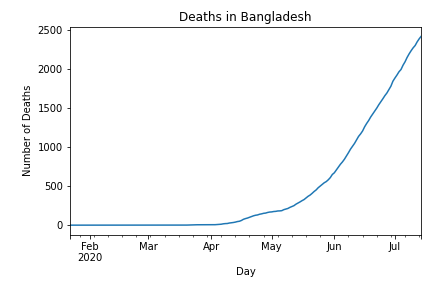 Deaths in Bangladesh
Number of Deaths
2500
2000
1500
1000
500
0
Feb Mar Apr May Jun Jul
2020
Day